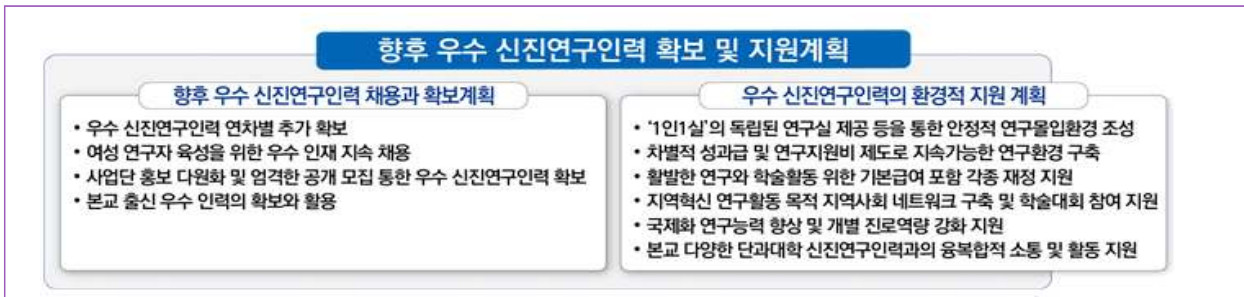 향후 우수 신진연구인력 확보 및 지원계획
향후 우수 신진연구인력 채용과 확보계획
• 우수 신진연구인력 연차별 추가 확보
• 여성 연구자 육성을 위한 우수 인재 지속 채용
• 사업단 홍보 다원화 및 엄격한 공개 모집 통한 우수 신진연구인력 확보
• 본교 출신 우수 인력의 확보와 활용
우수 신진연구인력의 환경적 지원 계획
• '1인1실'의 독립된 연구실 제공 등을 통한 안정적 연구몰입환경 조성
• 차별적 성과급 및 연구지원비 제도로 지속가능한 연구환경 구축
• 활발한 연구와 학술활동 위한 기본급여 포함 각종 재정 지원
• 지역혁신 연구활동 목적 지역사회 네트워크 구축 및 학술대회 참여 지원
• 국제화 연구능력 향상 및 개별 진로역량 강화 지원
• 본교 다양한 단과대학 신진연구인력과의 융복합적 소통 및 활동 지원